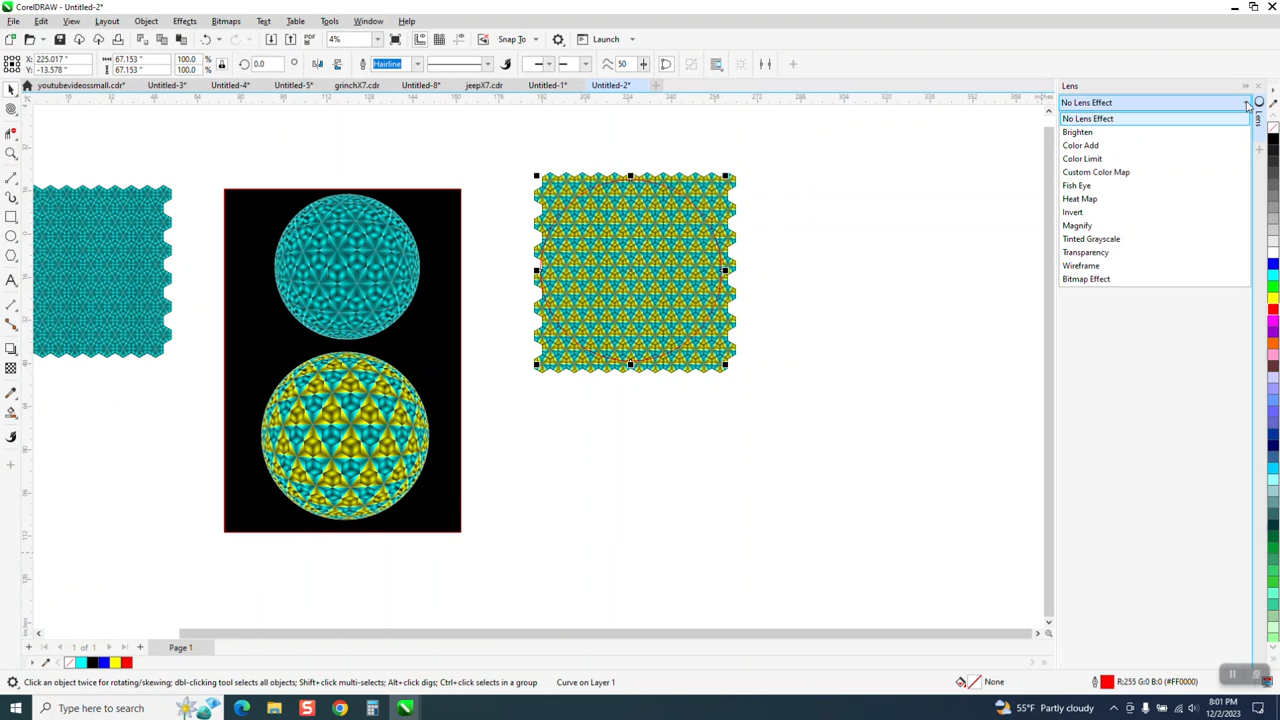 CorelDRAW - Untitled-2*
File Edit View Layout Object Effects Bitmaps Text Table Tools Window Help
4% Snap To Launch
X: 225.017 " 67.153 " 100.0 % 0.0 Hairline 50
Y: -13.578 " 67.153 " 100.0 %
youtubevideossmall.cdr* Untitled-3* Untitled-4* Untitled-5* grinchX7.cdr Untitled-8* jeepX7.cdr Untitled-1* Untitled-2*
inches
Lens
No Lens Effect
No Lens Effect
Brighten
Color Add
Color Limit
Custom Color Map
Fish Eye
Heat Map
Invert
Magnify
Tinted Grayscale
Transparency
Wireframe
Bitmap Effect
Lens
1 of 1 Page 1
Click an object twice for rotating/skewing; dbl-clicking tool selects all objects; Shift+click multi-selects; Alt+click digs; Ctrl+click selects in a group Curve on Layer 1 None R:255 G:0 B:0 (#FF0000)
Type here to search 55°F Partly cloudy 8:01 PM
12/2/2023